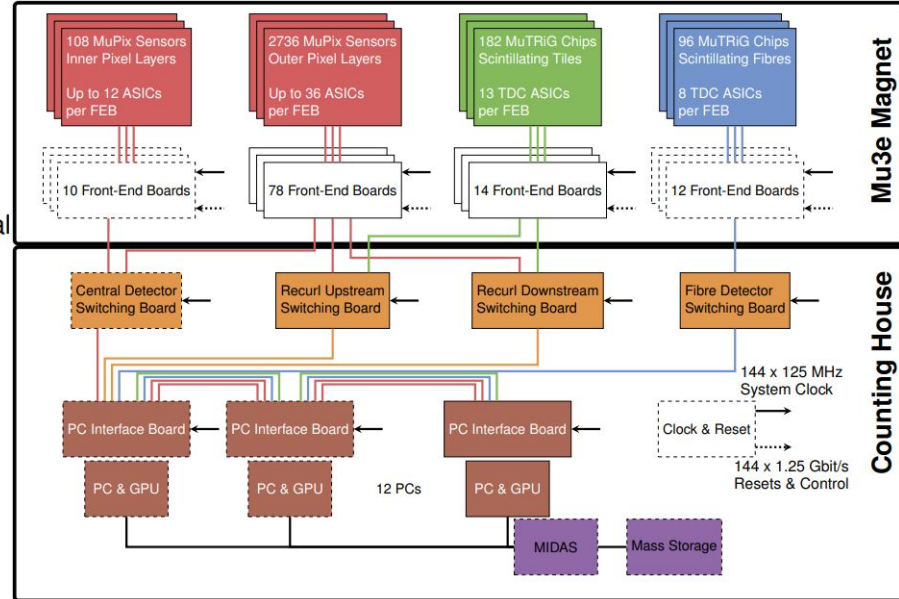 108 MuPix Sensors
Inner Pixel Layers
Up to 12 ASICs
per FEB
2736 MuPix Sensors
Outer Pixel Layers
Up to 36 ASICs
per FEB
182 MuTRiG Chips
Scintillating Tiles
13 TDC ASICs
per FEB
96 MuTRiG Chips
Scintillating Fibres
8 TDC ASICs
per FEB
Mu3e Magnet
10 Front-End Boards
78 Front-End Boards
14 Front-End Boards
12 Front-End Boards
al
Central Detector
Switching Board
Recurl Upstream
Switching Board
Recurl Downstream
Switching Board
Fibre Detector
Switching Board
Counting House
144 x 125 MHz
System Clock
PC Interface Board
PC Interface Board
PC Interface Board
Clock & Reset
144 x 1.25 Gbit/s
Resets & Control
PC & GPU
PC & GPU
12 PCs
PC & GPU
MIDAS
Mass Storage